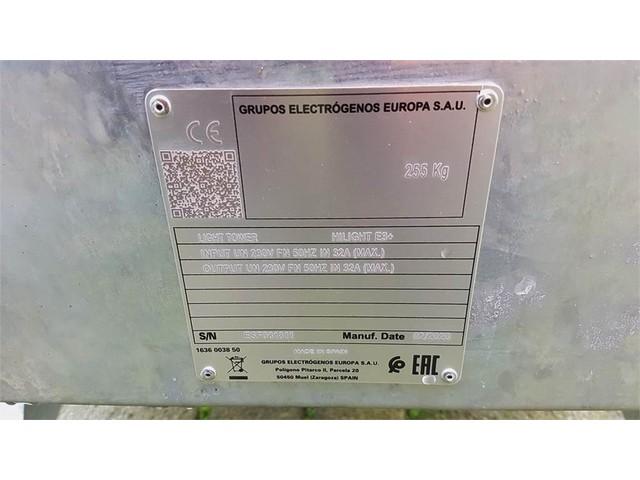 GRUPOS ELECTRÓGENOS EUROPA S.A.U.
CE
255 Kg
LIGHT TOWER HILIGHT E3+
INPUT UN 230V FN 50HZ IN 32A (MAX.)
OUTPUT UN 230V FN 50HZ IN 32A (MAX.)
S/N
Manuf. Date
1636 0038 50
MADE IN SPAIN
GRUPOS ELECTRÓGENOS EUROPA S.A.U.
Polígono Pitarco II, Parcela 20
50450 Muel (Zaragoza) SPAIN
EAC